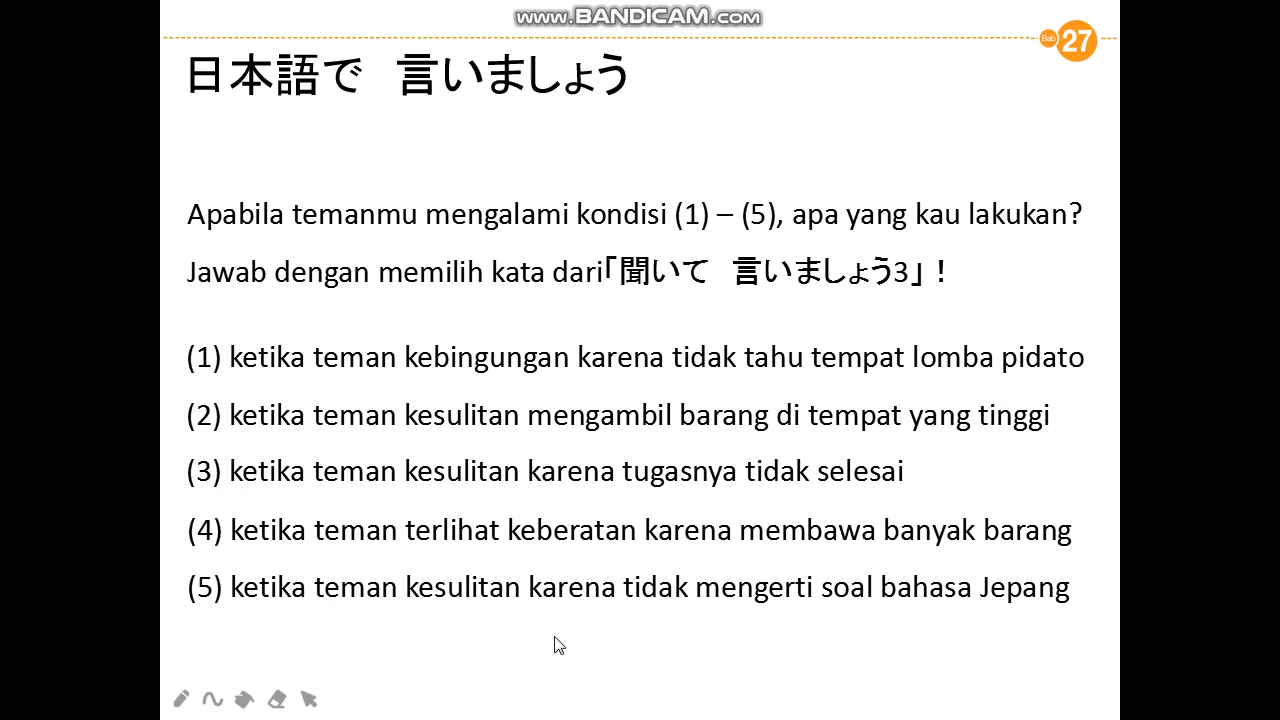 www.BANDICAM.com
Bab 27
日本語で　言いましょう
Apabila temanmu mengalami kondisi (1) – (5), apa yang kau lakukan?
Jawab dengan memilih kata dari「聞いて　言いましょう3」！
(1) ketika teman kebingungan karena tidak tahu tempat lomba pidato
(2) ketika teman kesulitan mengambil barang di tempat yang tinggi
(3) ketika teman kesulitan karena tugasnya tidak selesai
(4) ketika teman terlihat keberatan karena membawa banyak barang
(5) ketika teman kesulitan karena tidak mengerti soal bahasa Jepang